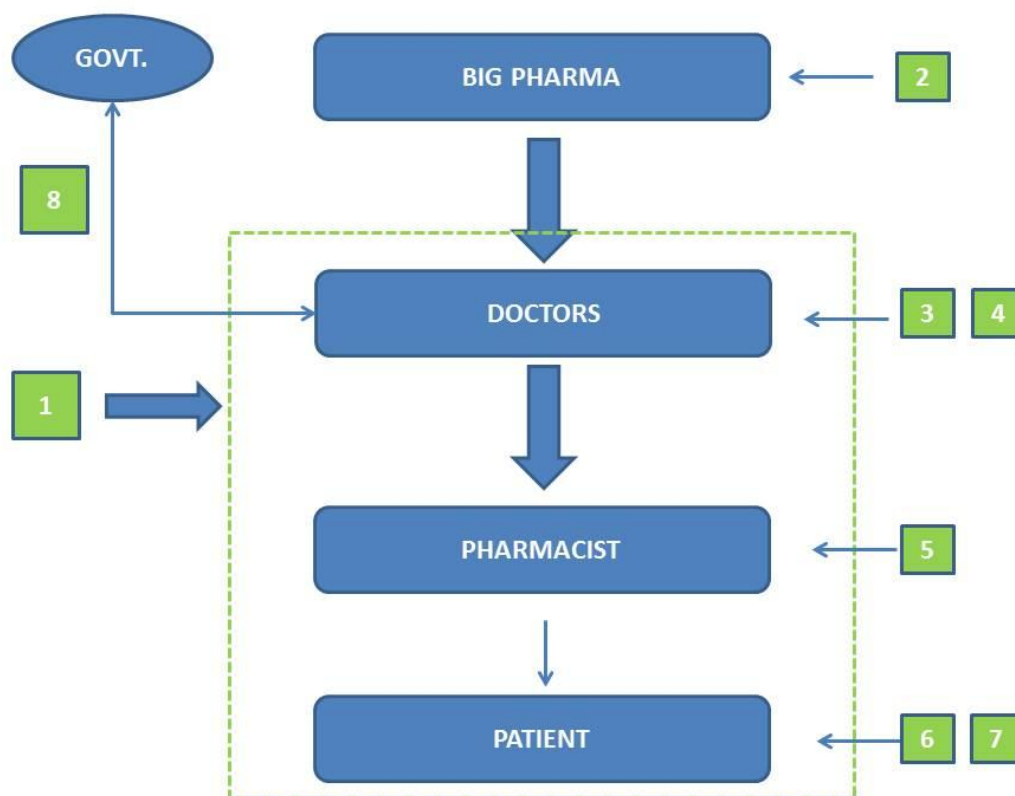 GOVT.
BIG PHARMA
2
8
DOCTORS
3 4
1
PHARMACIST
5
PATIENT
6 7